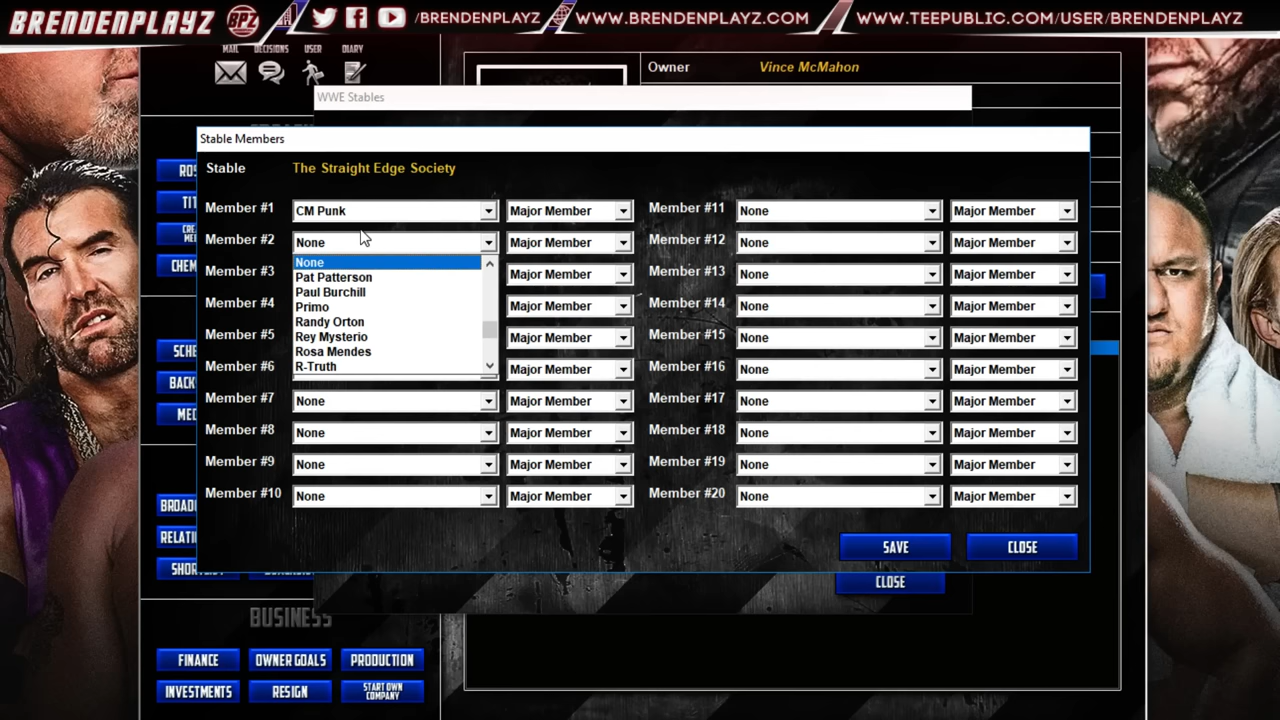 BRENDENPLAYZ BPZ /BRENDENPLAYZ WWW.BRENDENPLAYZ.COM WWW.TEEPUBLIC.COM/USER/BRENDENPLAYZ
MAIL DECISIONS USER DIARY
Owner Vince McMahon
WWE Stables
Stable Members
Stable The Straight Edge Society
Member #1 CM Punk Major Member Member #11 None Major Member
Member #2 None Major Member Member #12 None Major Member
None
Pat Patterson
Member #3 Major Member Member #13 None Major Member
Paul Burchill
Member #4 Primo Major Member Member #14 None Major Member
Randy Orton
Member #5 Rey Mysterio Major Member Member #15 None Major Member
Rosa Mendes
Member #6 R-Truth Major Member Member #16 None Major Member
Member #7 None Major Member Member #17 None Major Member
Member #8 None Major Member Member #18 None Major Member
Member #9 None Major Member Member #19 None Major Member
Member #10 None Major Member Member #20 None Major Member
SAVE CLOSE
CLOSE
BUSINESS
FINANCE OWNER GOALS PRODUCTION
INVESTMENTS RESIGN START OWN COMPANY